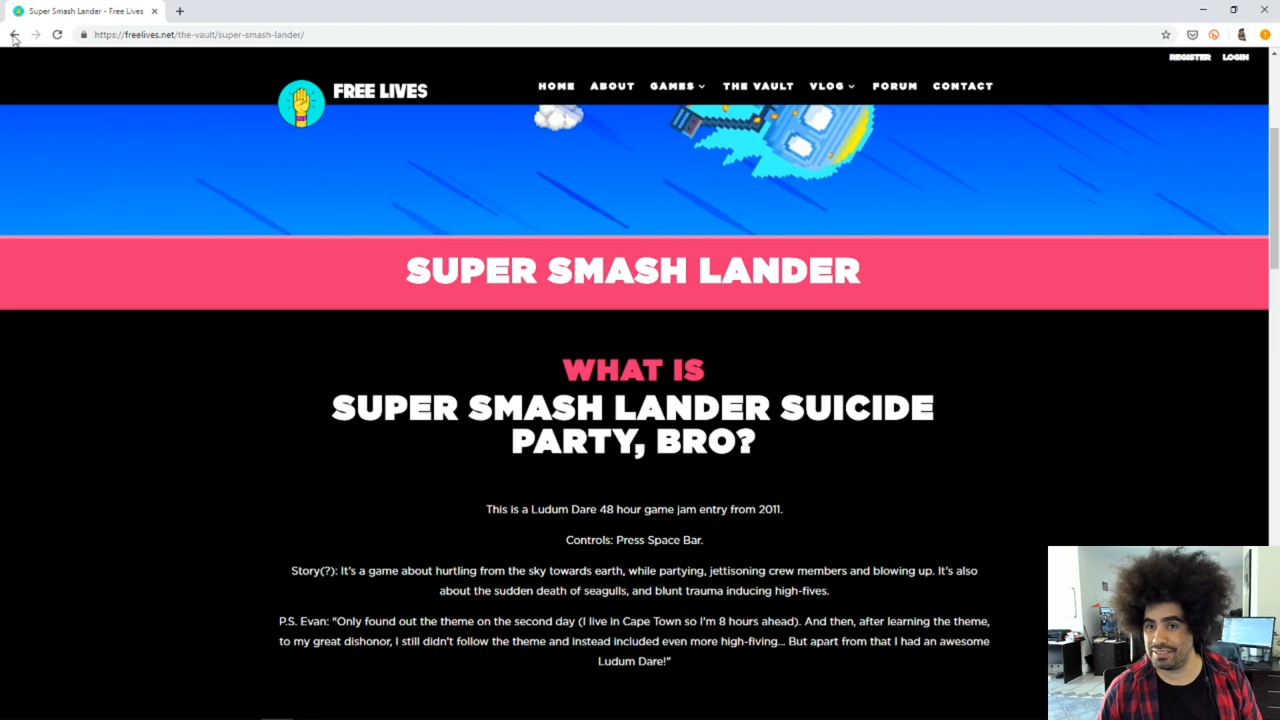 Super Smash Lander - Free Lives
https://freelives.net/the-vault/super-smash-lander/
REGISTER LOGIN
FREE LIVES
HOME ABOUT GAMES THE VAULT VLOG FORUM CONTACT
SUPER SMASH LANDER
WHAT IS
SUPER SMASH LANDER SUICIDE
PARTY, BRO?
This is a Ludum Dare 48 hour game jam entry from 2011.
Controls: Press Space Bar.
Story(?): It's a game about hurtling from the sky towards earth, while partying, jettisoning crew members and blowing up. It's also
about the sudden death of seagulls, and blunt trauma inducing high-fives.
P.S. Evan: "Only found out the theme on the second day (I live in Cape Town so I'm 8 hours ahead). And then, after learning the theme,
to my great dishonor, I still didn't follow the theme and instead included even more high-fiving... But apart from that I had an awesome
Ludum Dare!"